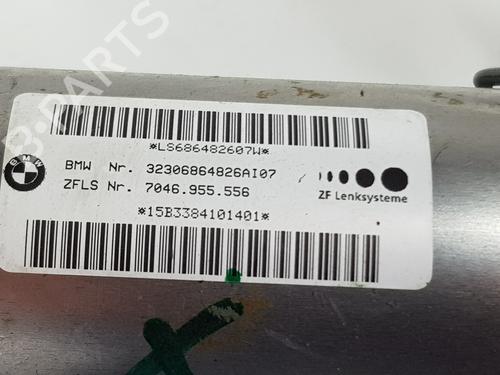 *LS686482607W*
BMW Nr. 32306864826AI07
ZFLS Nr. 7046.955.556
*15B3384101401*
BMW
ZF Lenksysteme
B-PARTS